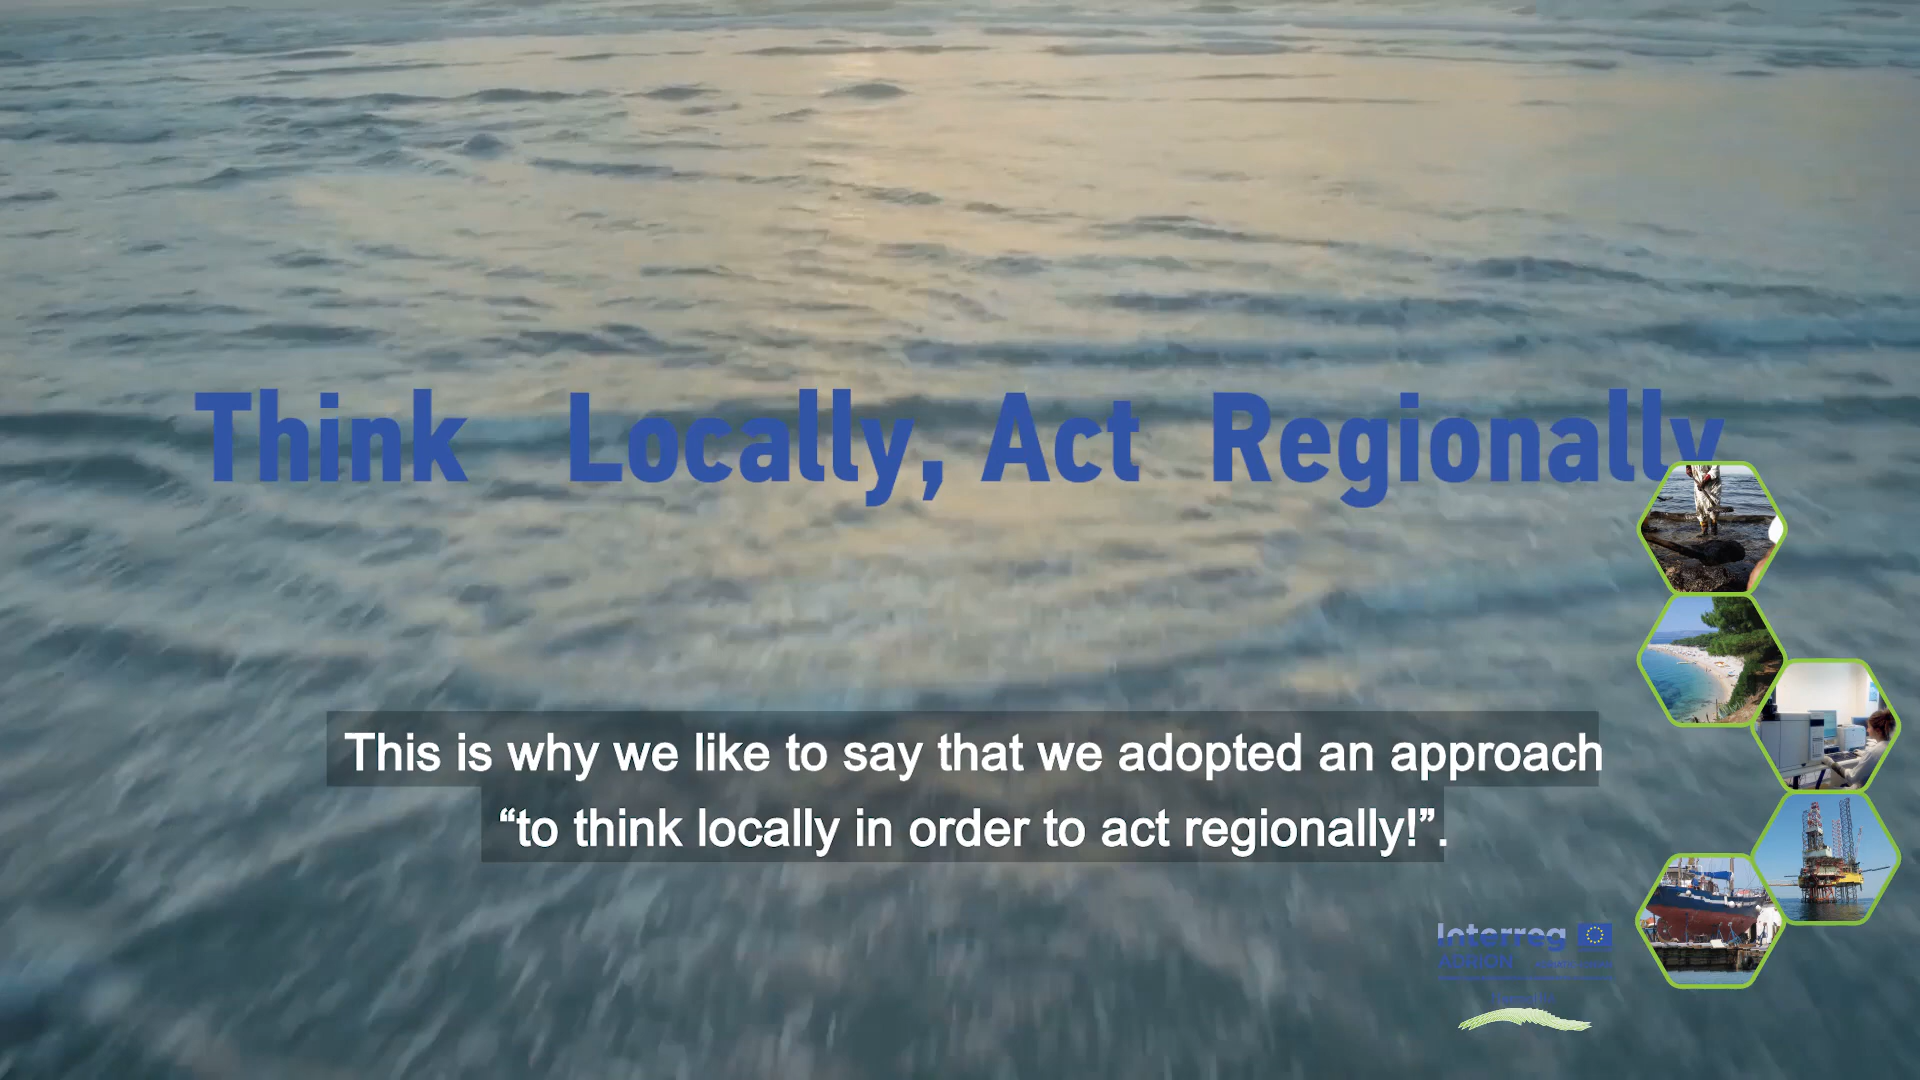 Think Locally, Act Regionally
This is why we like to say that we adopted an approach
“to think locally in order to act regionally!”.
Interreg
ADRION